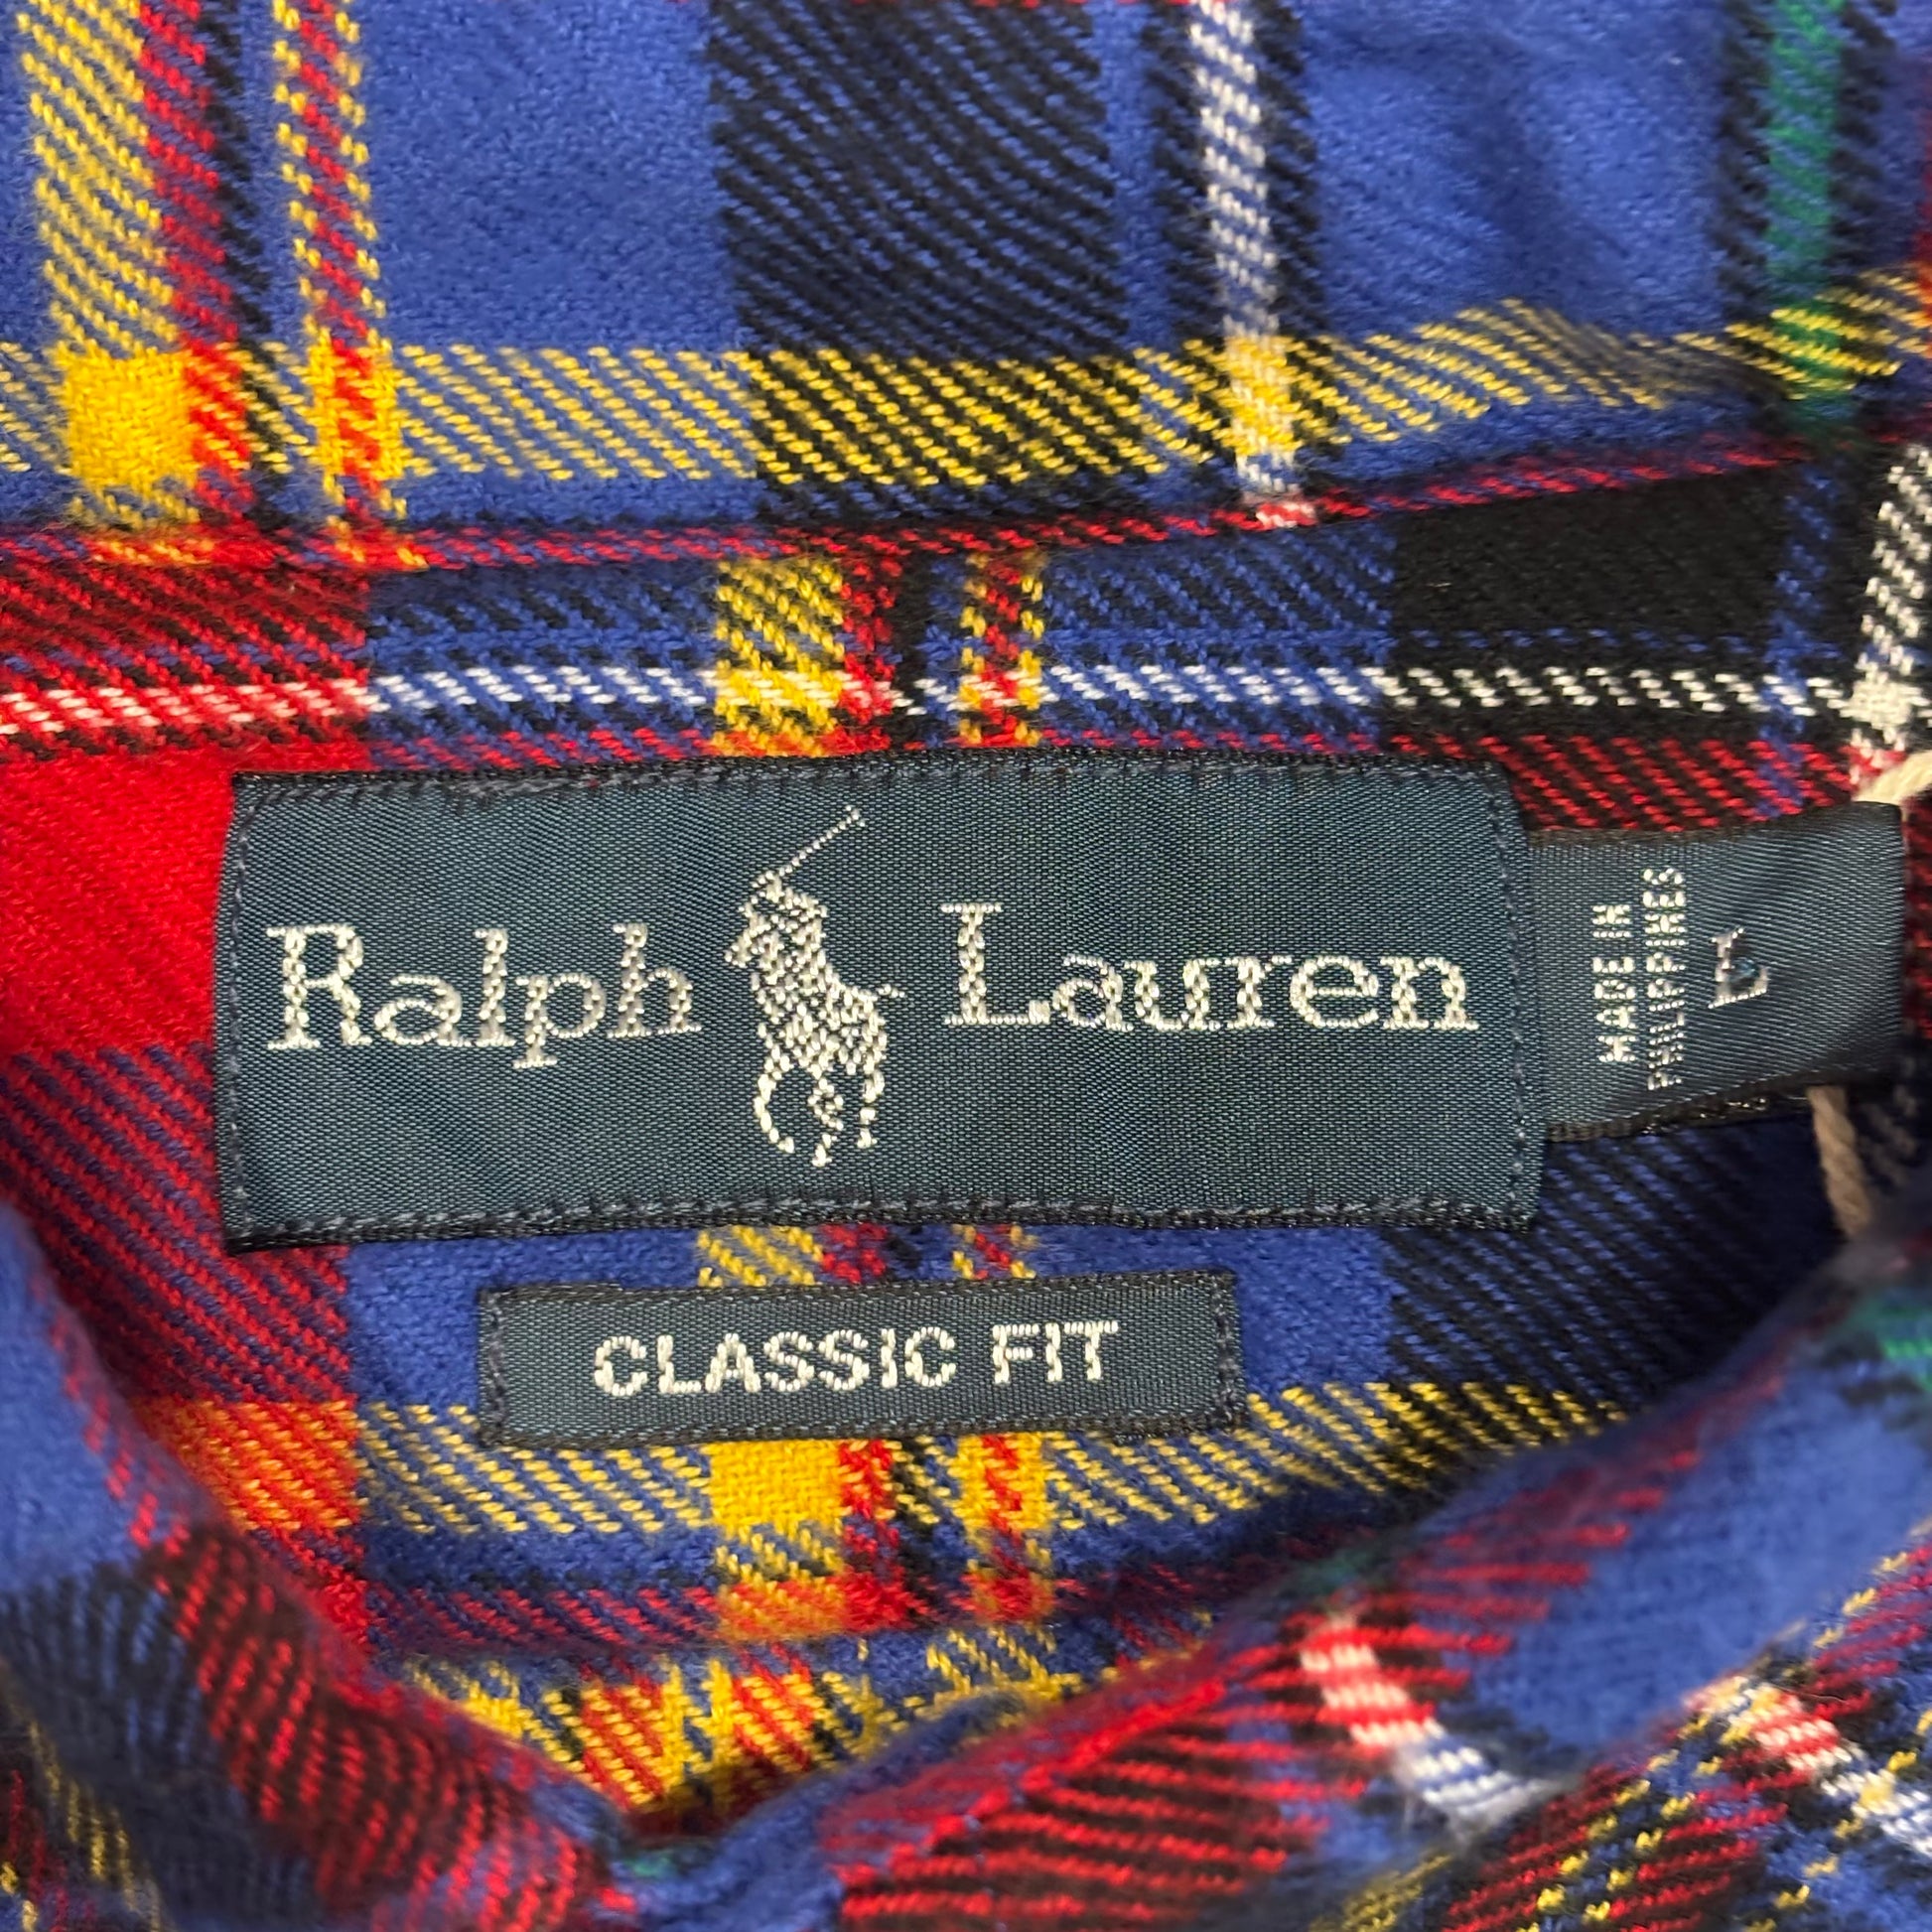 Ralph Lauren
MADE IN
PHILIPPINES
L
CLASSIC FIT